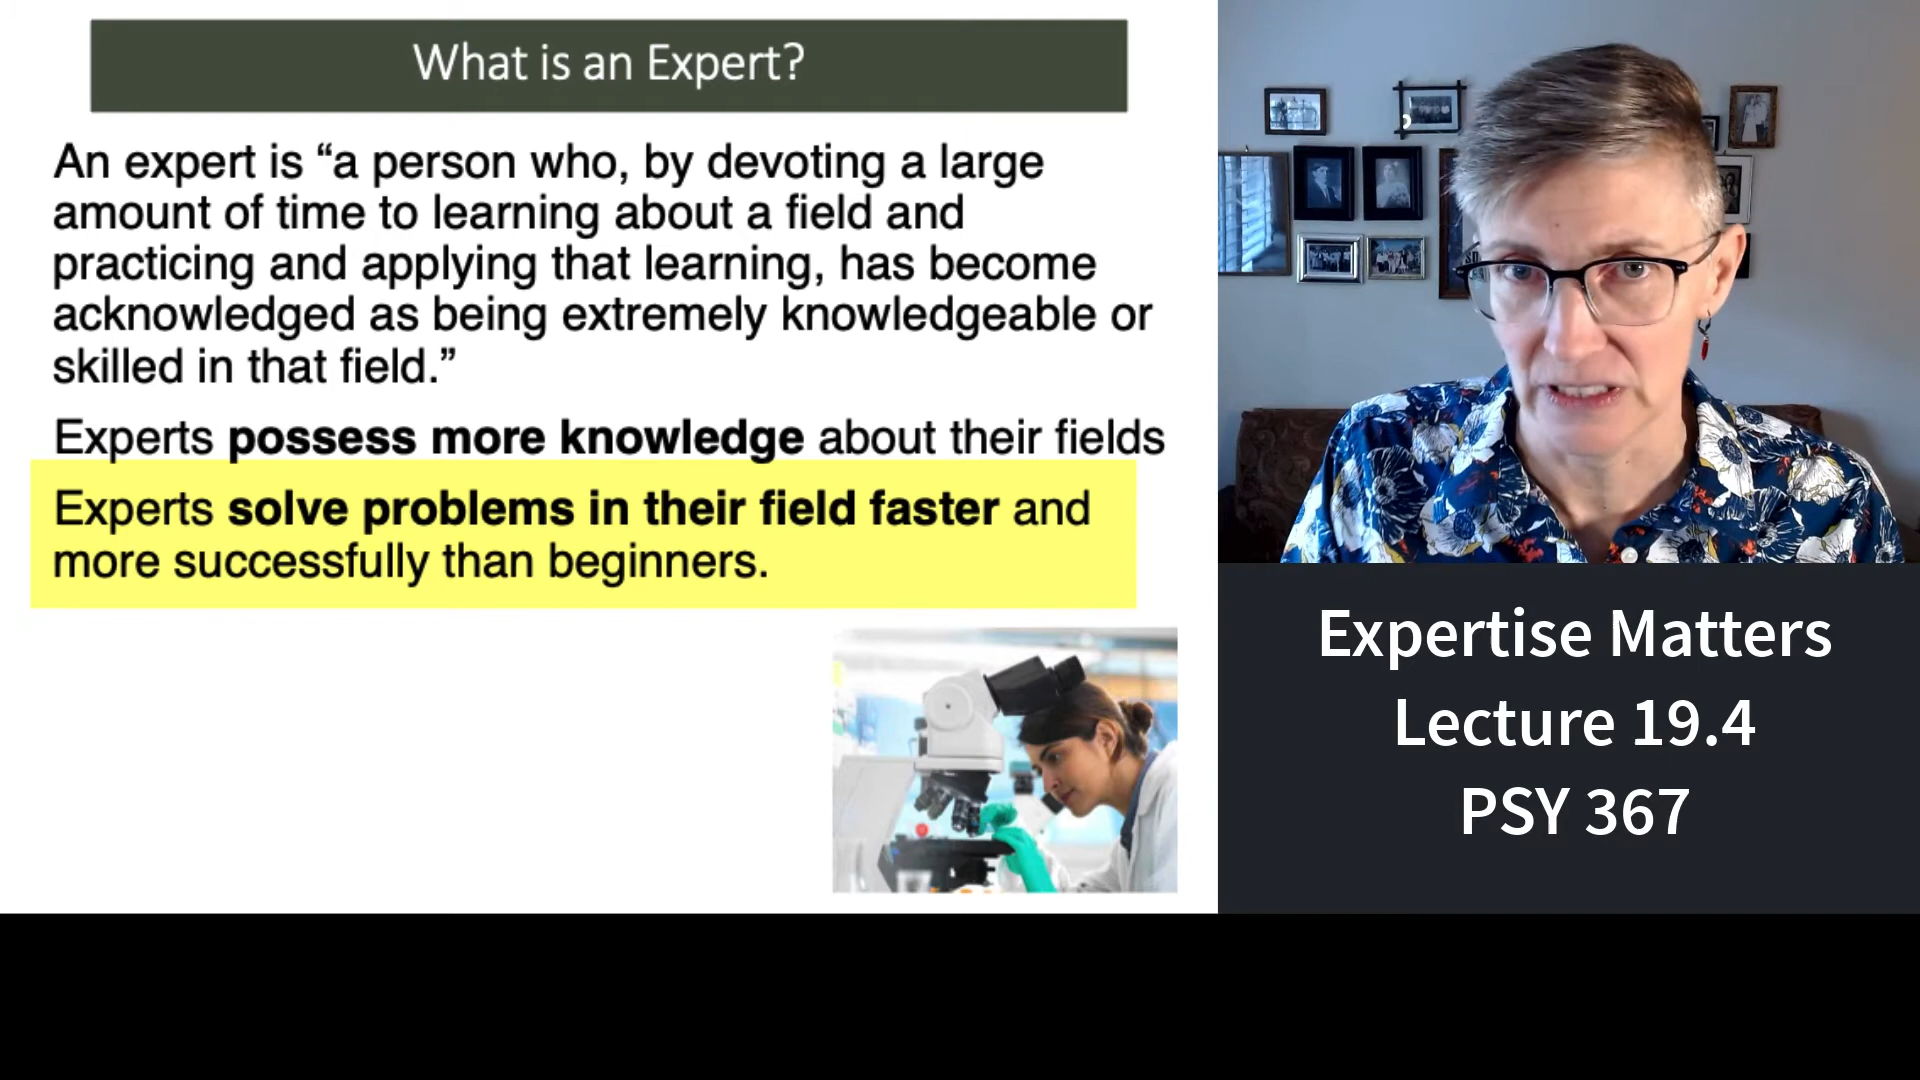 What is an Expert?
An expert is “a person who, by devoting a large
amount of time to learning about a field and
practicing and applying that learning, has become
acknowledged as being extremely knowledgeable or
skilled in that field.”
Experts possess more knowledge about their fields
Experts solve problems in their field faster and
more successfully than beginners.
Expertise Matters
Lecture 19.4
PSY 367